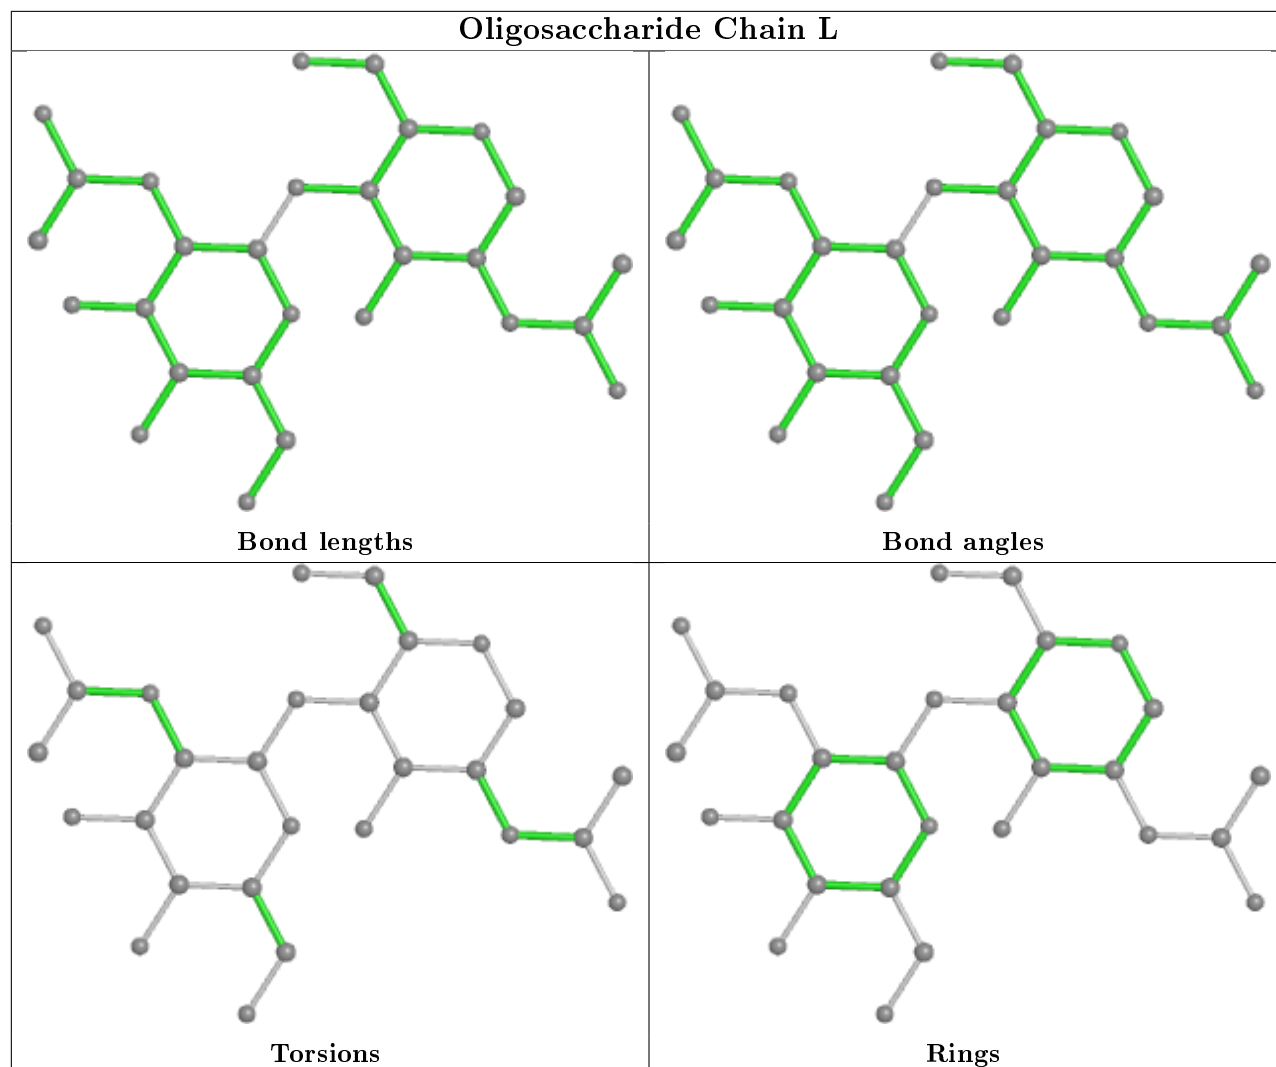 Oligosaccharide Chain L
Bond lengths
Bond angles
Torsions
Rings